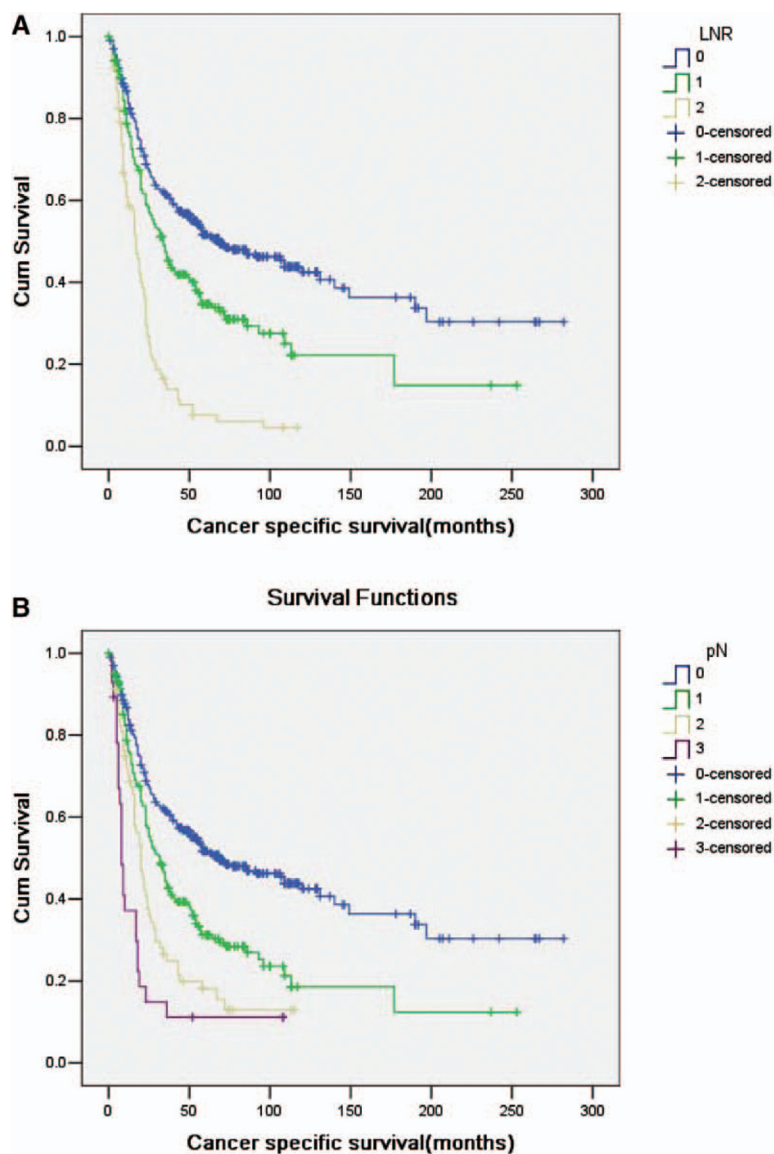 A
LNR
0
1
2
0-censored
1-censored
2-censored
Cum Survival
1.0
0.8
0.6
0.4
0.2
0.0
0 50 100 150 200 250 300
Cancer specific survival(months)
B
Survival Functions
pN
0
1
2
3
0-censored
1-censored
2-censored
3-censored
Cum Survival
1.0
0.8
0.6
0.4
0.2
0.0
0 50 100 150 200 250 300
Cancer specific survival(months)